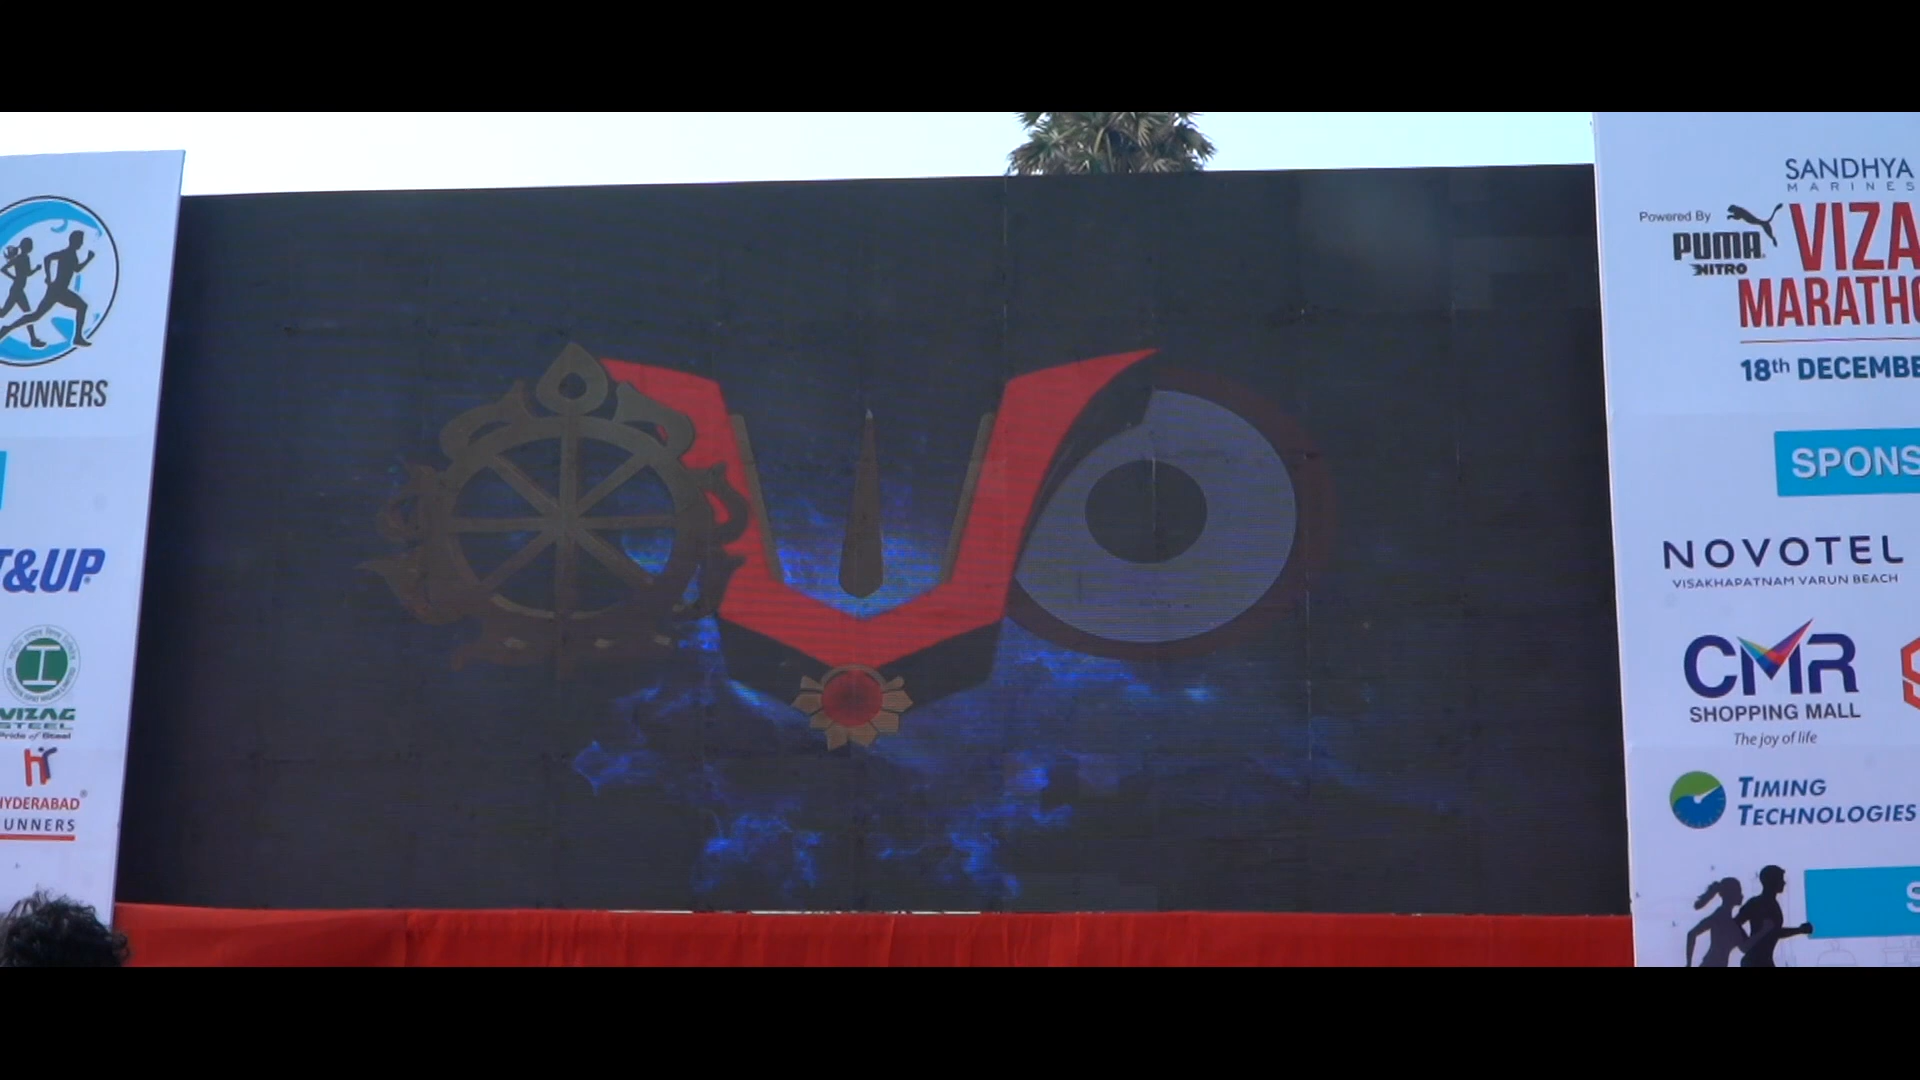 RUNNERS
T&UP
VIZAG
STEEL
Pride of Steel
HYDERABAD
UNNERS
SANDHYA
MARINES
Powered By
PUMA
NITRO
VIZA
MARATHO
18th DECEMBE
SPONS
NOVOTEL
VISAKHAPATNAM VARUN BEACH
CMR
SHOPPING MALL
The joy of life
TIMING
TECHNOLOGIES
S